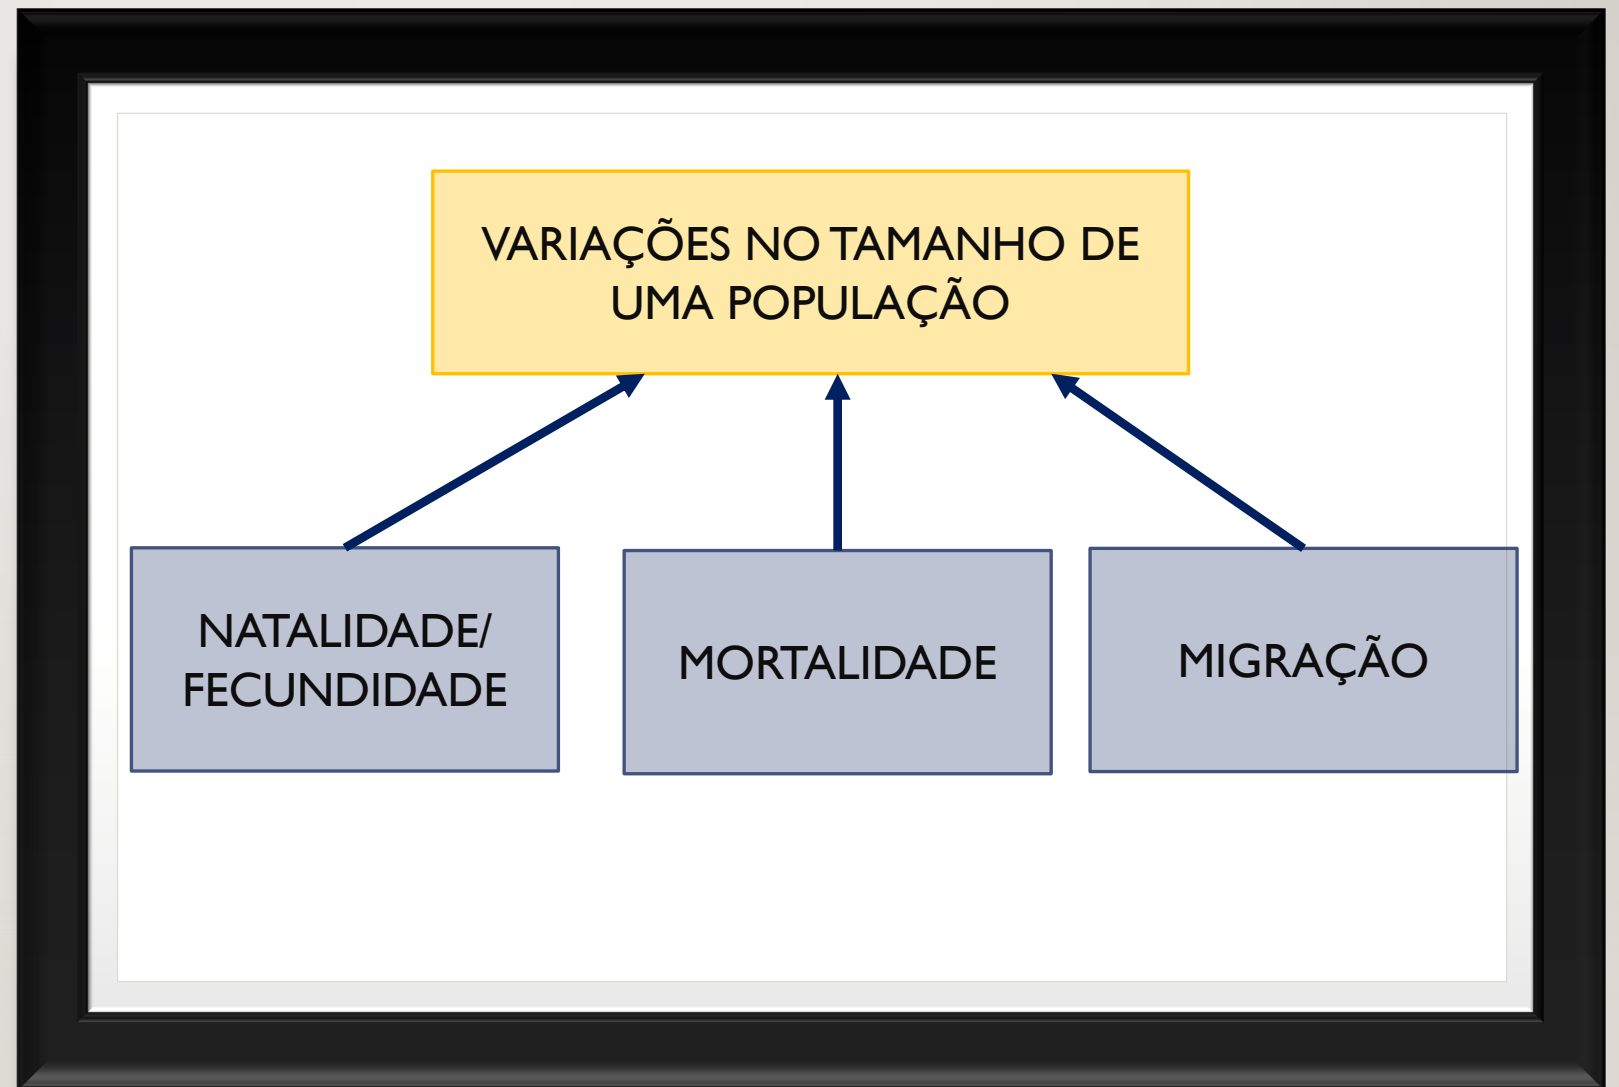 VARIAÇÕES NO TAMANHO DE
UMA POPULAÇÃO
NATALIDADE/
FECUNDIDADE
MORTALIDADE
MIGRAÇÃO